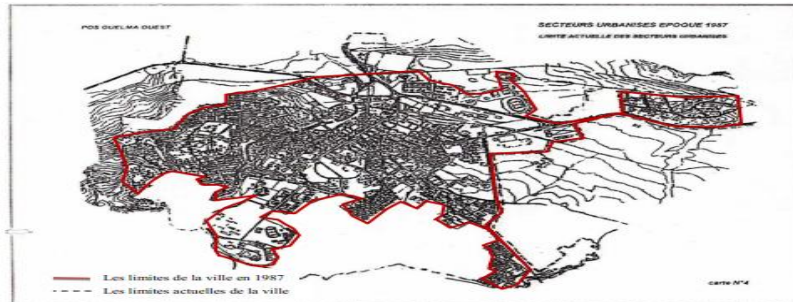 POS GUELMA OUEST
SECTEURS URBANISES EPOQUE 1987
LIMITE ACTUELLE DES SECTEURS URBANISES
Les limites de la ville en 1987
Les limites actuelles de la ville
carte N°4